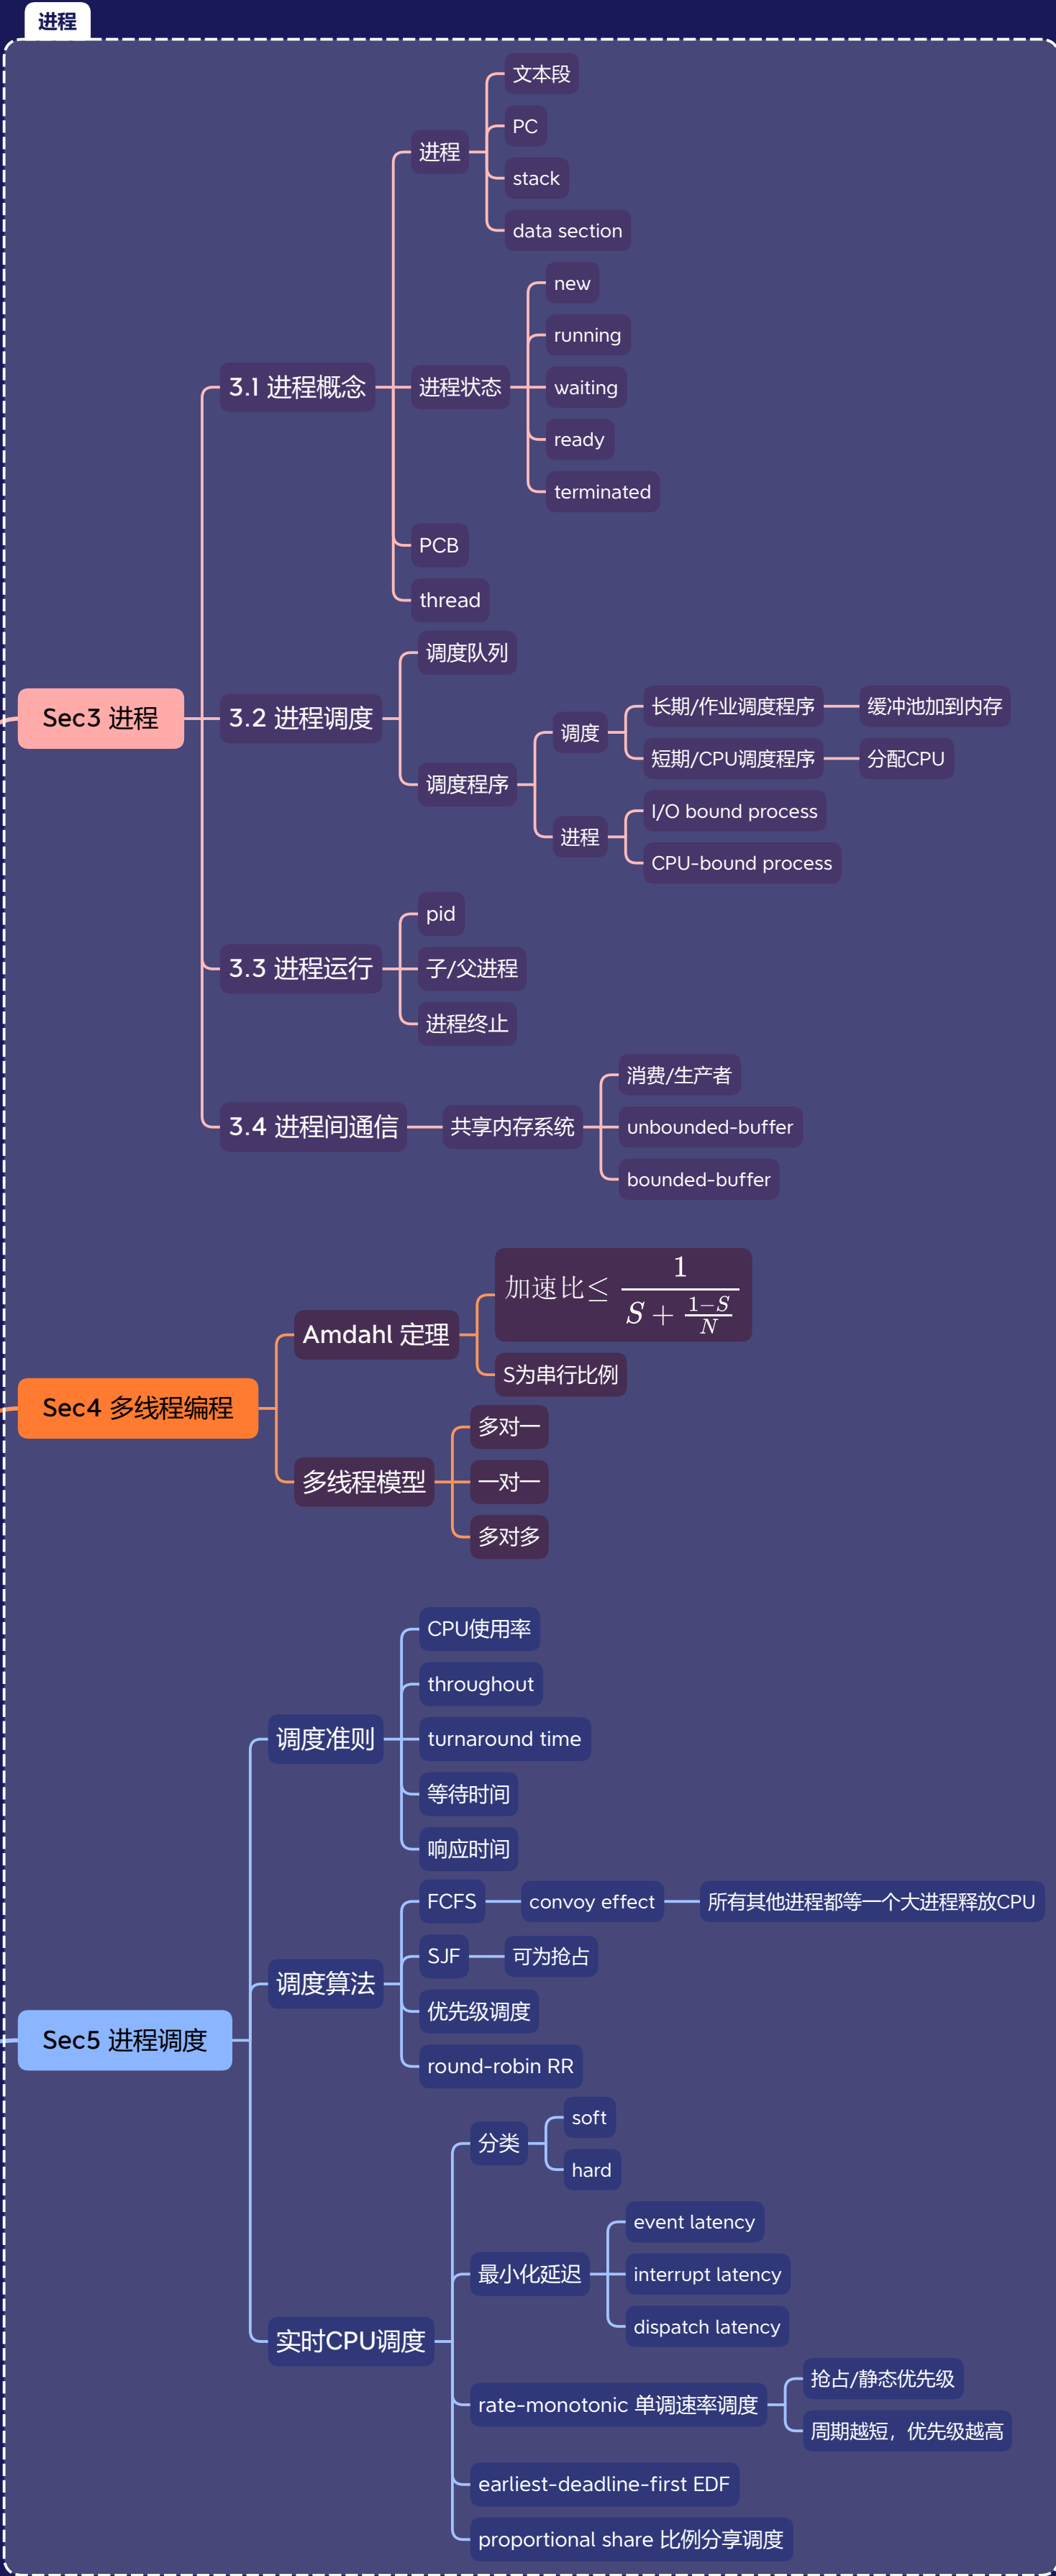 进程
Sec3 进程
3.1 进程概念
进程
文本段
PC
stack
data section
进程状态
new
running
waiting
ready
terminated
PCB
thread
3.2 进程调度
调度队列
调度程序
调度
长期/作业调度程序
缓冲池加到内存
短期/CPU调度程序
分配CPU
进程
I/O bound process
CPU-bound process
3.3 进程运行
pid
子/父进程
进程终止
3.4 进程间通信
共享内存系统
消费/生产者
unbounded-buffer
bounded-buffer
Sec4 多线程编程
Amdahl 定理
加速比≤ \frac{1}{S + \frac{1-S}{N}}
S为串行比例
多线程模型
多对一
一对一
多对多
Sec5 进程调度
调度准则
CPU使用率
throughout
turnaround time
等待时间
响应时间
调度算法
FCFS
convoy effect
所有其他进程都等一个大进程释放CPU
SJF
可为抢占
优先级调度
round-robin RR
实时CPU调度
分类
soft
hard
最小化延迟
event latency
interrupt latency
dispatch latency
rate-monotonic 单调速率调度
抢占/静态优先级
周期越短，优先级越高
earliest-deadline-first EDF
proportional share 比例分享调度